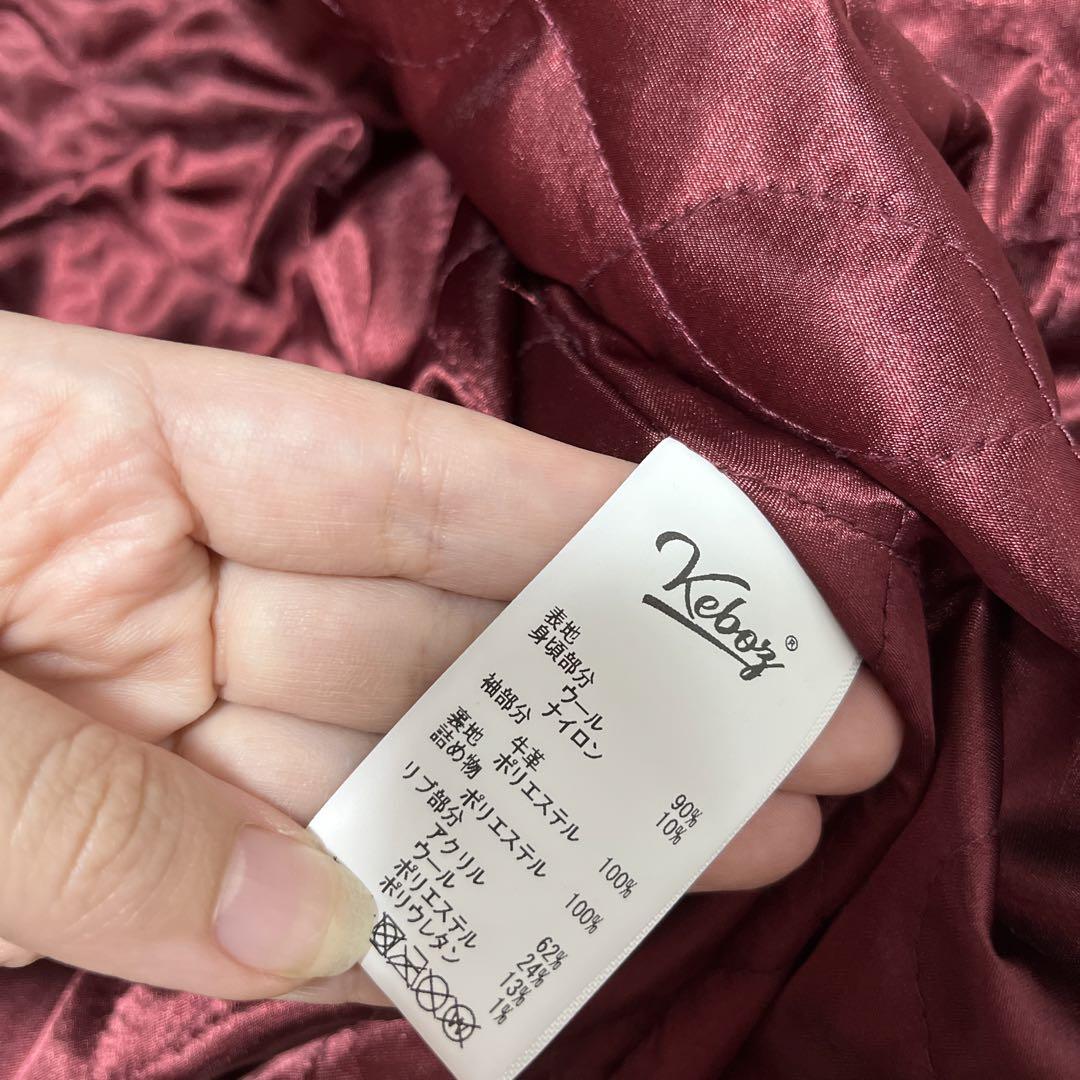 Keboz®
表地
身頃部分
ウール 90%
ナイロン 10%
袖部分 牛革
裏地 ポリエステル 100%
詰め物 ポリエステル 100%
リブ部分
アクリル 62%
ウール 24%
ポリエステル 13%
ポリウレタン 1%